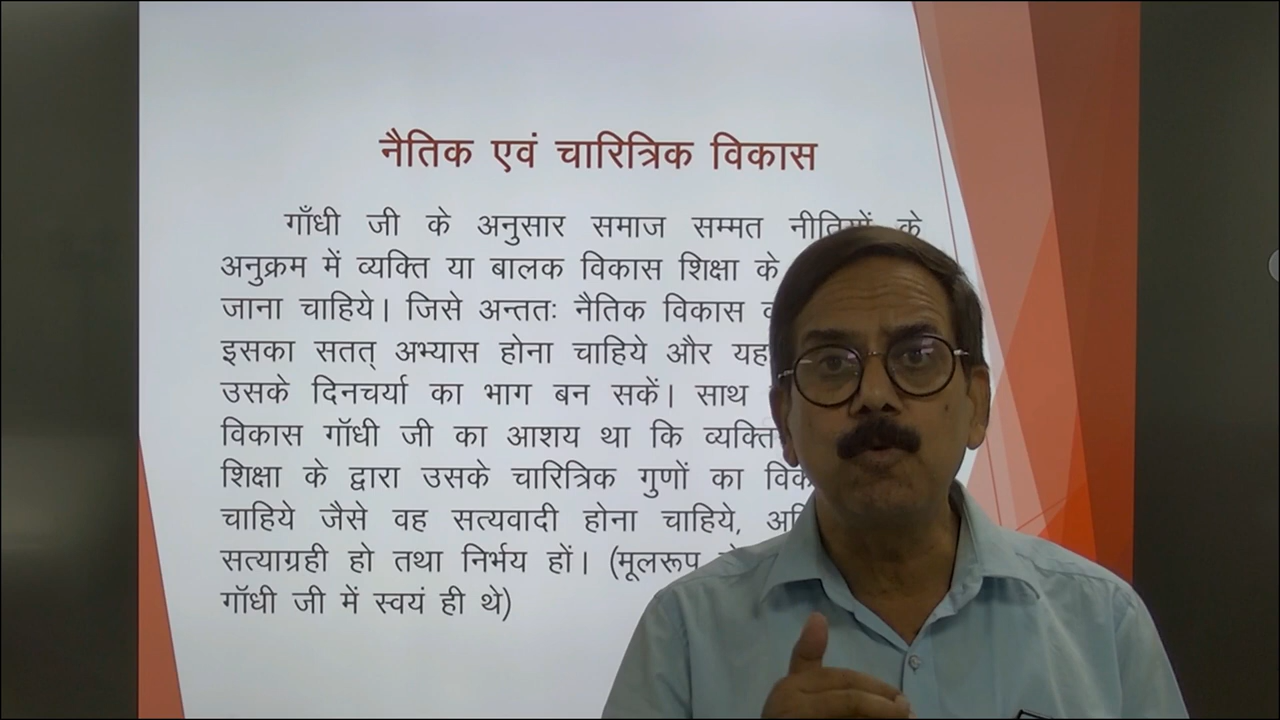 नैतिक एवं चारित्रिक विकास
गाँधी जी के अनुसार समाज सम्मत नीतियों के
अनुक्रम में व्यक्ति या बालक विकास शिक्षा के
जाना चाहिये। जिसे अन्ततः नैतिक विकास
इसका सतत् अभ्यास होना चाहिये और यह
उसके दिनचर्या का भाग बन सकें। साथ
विकास गॉधी जी का आशय था कि व्यक्ति
शिक्षा के द्वारा उसके चारित्रिक गुणों का
चाहिये जैसे वह सत्यवादी होना चाहिये,
सत्याग्रही हो तथा निर्भय हों। (मूलरूप
गॉधी जी में स्वयं ही थे)